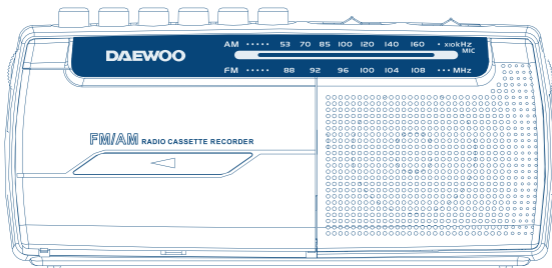 AM ····· 53 70 85 100 120 140 160 ·· x10kHz
MIC
DAEWOO
FM ····· 88 92 96 100 104 108 ··· MHz
FM/AM RADIO CASSETTE RECORDER